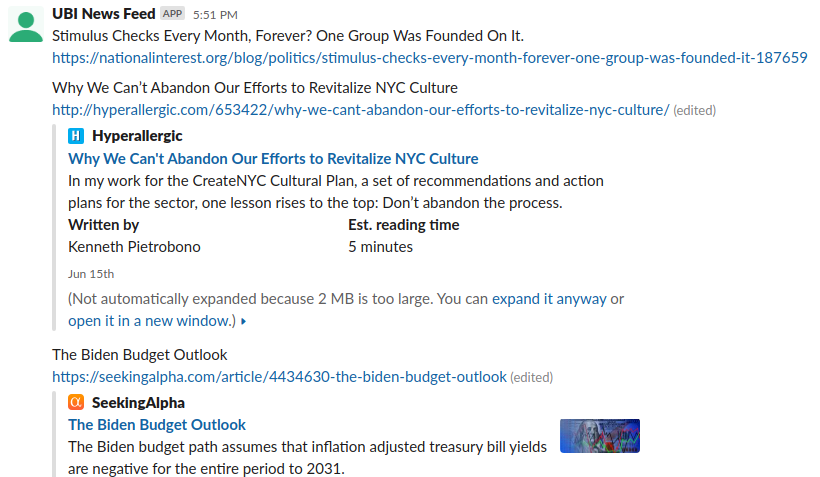 UBI News Feed APP 5:51 PM
Stimulus Checks Every Month, Forever? One Group Was Founded On It.
https://nationalinterest.org/blog/politics/stimulus-checks-every-month-forever-one-group-was-founded-it-187659
Why We Can’t Abandon Our Efforts to Revitalize NYC Culture
http://hyperallergic.com/653422/why-we-cant-abandon-our-efforts-to-revitalize-nyc-culture/ (edited)
H Hyperallergic
Why We Can't Abandon Our Efforts to Revitalize NYC Culture
In my work for the CreateNYC Cultural Plan, a set of recommendations and action
plans for the sector, one lesson rises to the top: Don’t abandon the process.
Written by Est. reading time
Kenneth Pietrobono 5 minutes
Jun 15th
(Not automatically expanded because 2 MB is too large. You can expand it anyway or
open it in a new window.)
The Biden Budget Outlook
https://seekingalpha.com/article/4434630-the-biden-budget-outlook (edited)
α SeekingAlpha
The Biden Budget Outlook
The Biden budget path assumes that inflation adjusted treasury bill yields
are negative for the entire period to 2031.